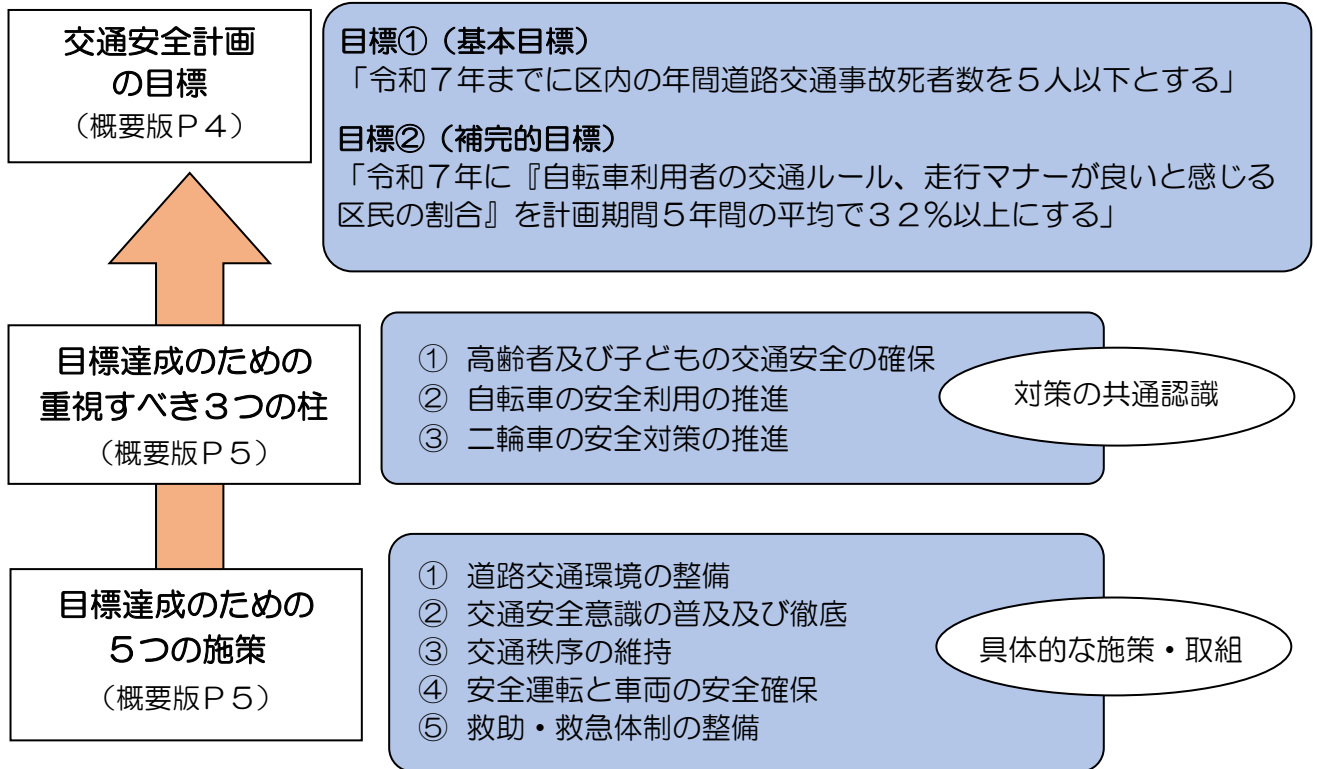 交通安全計画
の目標
（概要版Ｐ４）
目標①（基本目標）
「令和７年までに区内の年間道路交通事故死者数を５人以下とする」
目標②（補完的目標）
「令和７年に『自転車利用者の交通ルール、走行マナーが良いと感じる
区民の割合』を計画期間５年間の平均で３２％以上にする」
目標達成のための
重視すべき３つの柱
（概要版Ｐ５）
① 高齢者及び子どもの交通安全の確保
② 自転車の安全利用の推進
③ 二輪車の安全対策の推進
対策の共通認識
目標達成のための
５つの施策
（概要版Ｐ５）
① 道路交通環境の整備
② 交通安全意識の普及及び徹底
③ 交通秩序の維持
④ 安全運転と車両の安全確保
⑤ 救助・救急体制の整備
具体的な施策・取組